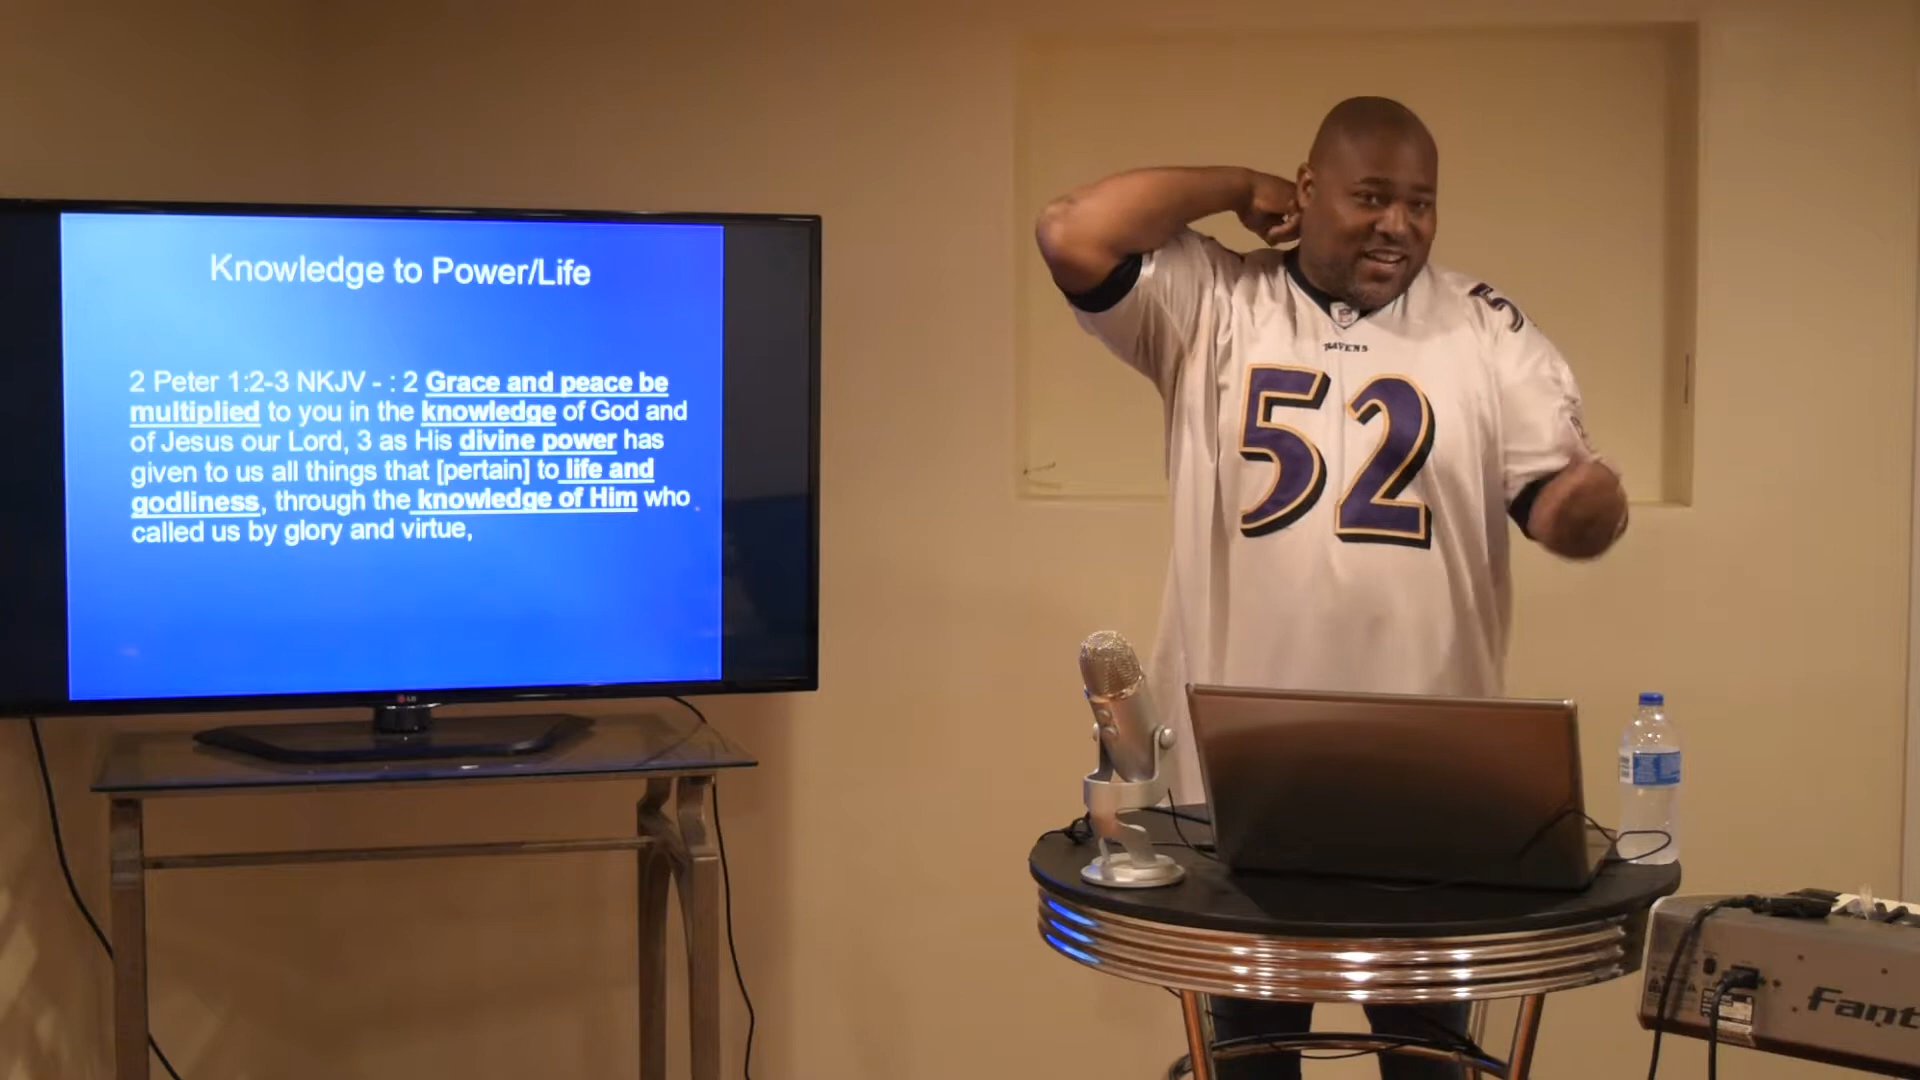 Knowledge to Power/Life
2 Peter 1:2-3 NKJV - : 2 Grace and peace be
multiplied to you in the knowledge of God and
of Jesus our Lord, 3 as His divine power has
given to us all things that [pertain] to life and
godliness, through the knowledge of Him who
called us by glory and virtue,
LG
RAVENS
52
5
Fant